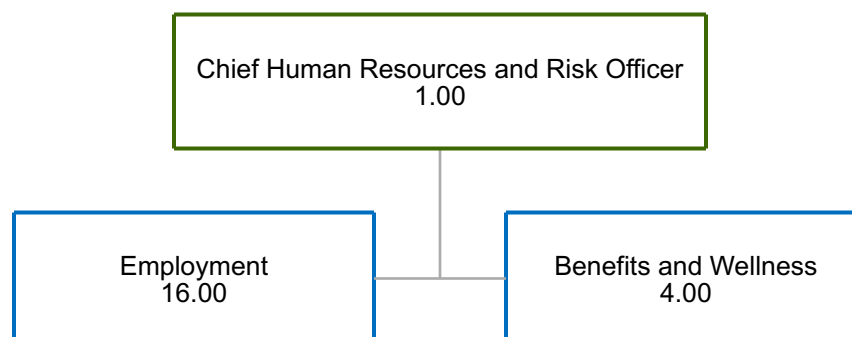 Chief Human Resources and Risk Officer
1.00
Employment
16.00
Benefits and Wellness
4.00